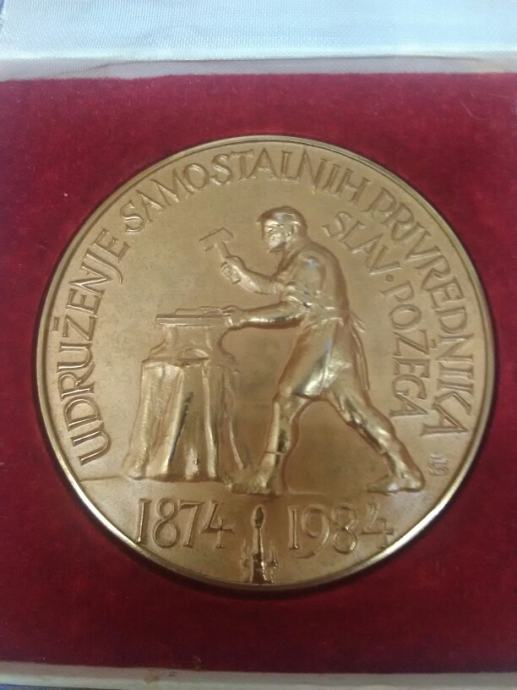 UDRUŽENJE SAMOSTALNIH PRIVREDNIKA
SLAV. POŽEGA
1874 1984